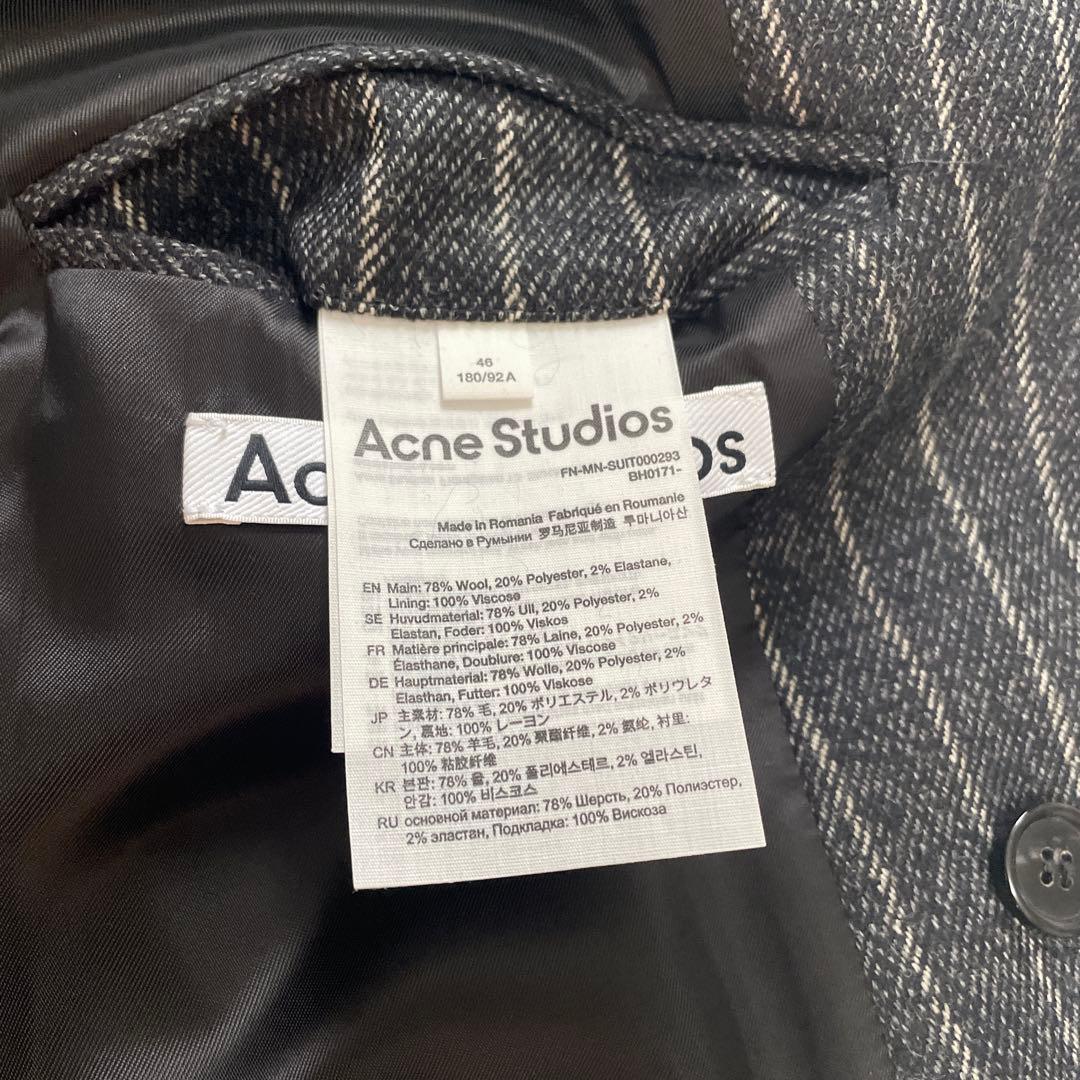 46
180/92A
Acne Studios
FN-MN-SUIT000293
BH0171-
Ac
os
Made in Romania Fabriqué en Roumanie
Сделано в Румынии 罗马尼亚制造 루마니아산
EN Main: 78% Wool, 20% Polyester, 2% Elastane,
Lining: 100% Viscose
SE Huvudmaterial: 78% Ull, 20% Polyester, 2%
Elastan, Foder: 100% Viskos
FR Matière principale: 78% Laine, 20% Polyester, 2%
Élasthane, Doublure: 100% Viscose
DE Hauptmaterial: 78% Wolle, 20% Polyester, 2%
Elasthan, Futter: 100% Viskose
JP 主素材: 78% 毛, 20% ポリエステル, 2% ポリウレタ
ン, 裏地: 100% レーヨン
CN 主体: 78% 羊毛, 20% 聚酯纤维, 2% 氨纶, 衬里:
100% 粘胶纤维
KR 본판: 78% 울, 20% 폴리에스테르, 2% 엘라스틴,
안감: 100% 비스코스
RU основной материал: 78% Шерсть, 20% Полиэстер,
2% эластан, Подкладка: 100% Вискоза